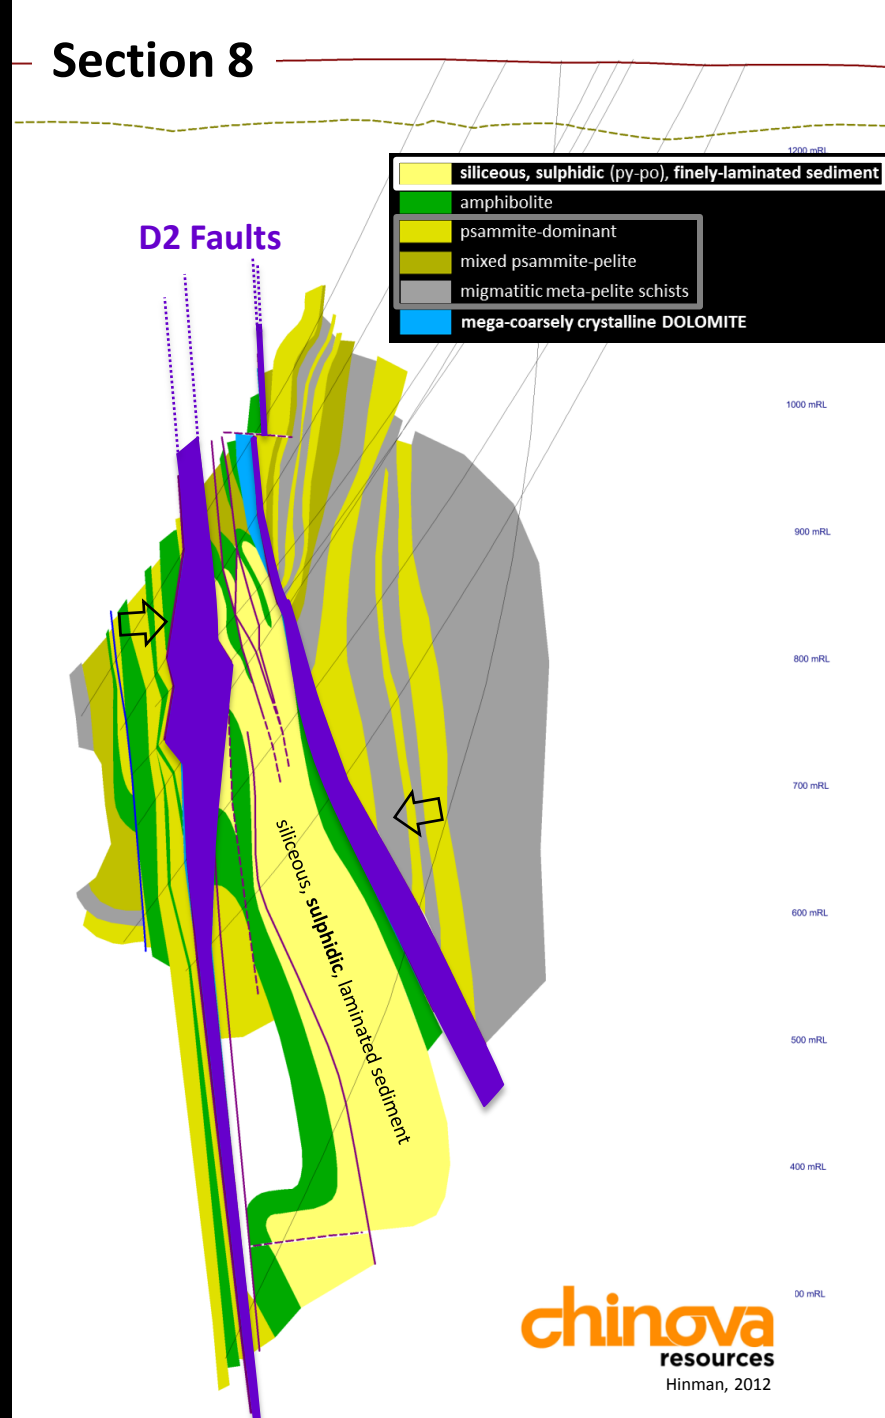 Section 8
1200 mRL
siliceous, sulphidic (py-po), finely-laminated sediment
amphibolite
psammite-dominant
mixed psammite-pelite
migmatitic meta-pelite schists
mega-coarsely crystalline DOLOMITE
D2 Faults
1000 mRL
900 mRL
800 mRL
700 mRL
siliceous, sulphidic, laminated sediment
600 mRL
500 mRL
400 mRL
00 mRL
chinova
resources
Hinman, 2012